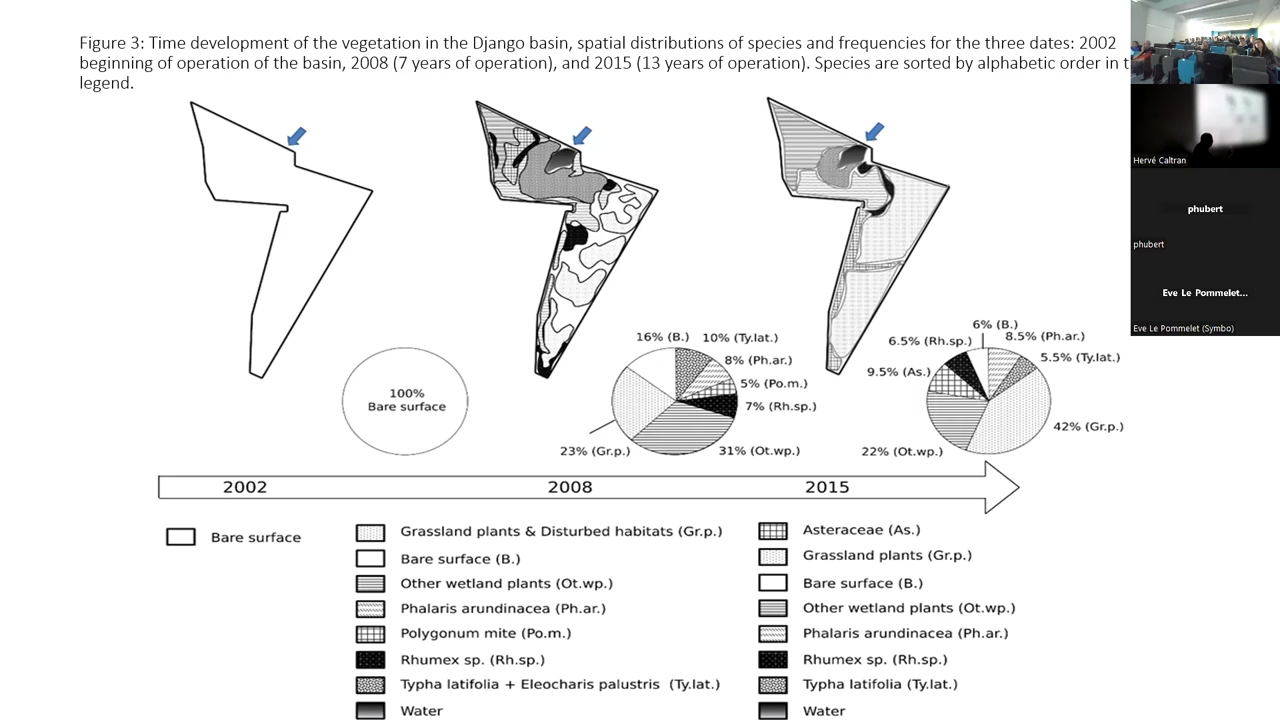 Figure 3: Time development of the vegetation in the Django basin, spatial distributions of species and frequencies for the three dates: 2002
beginning of operation of the basin, 2008 (7 years of operation), and 2015 (13 years of operation). Species are sorted by alphabetic order in
legend.
Hervé Caltran
phubert
phubert
Eve Le Pommelet...
Eve Le Pommelet (Symbo)
100%
Bare surface
16% (B.)
10% (Ty.lat.)
8% (Ph.ar.)
5% (Po.m.)
7% (Rh.sp.)
31% (Ot.wp.)
23% (Gr.p.)
6% (B.)
8.5% (Ph.ar.)
6.5% (Rh.sp.)
5.5% (Ty.lat.)
9.5% (As.)
42% (Gr.p.)
22% (Ot.wp.)
2002
2008
2015
Bare surface
Grassland plants & Disturbed habitats (Gr.p.)
Bare surface (B.)
Other wetland plants (Ot.wp.)
Phalaris arundinacea (Ph.ar.)
Polygonum mite (Po.m.)
Rhumex sp. (Rh.sp.)
Typha latifolia + Eleocharis palustris (Ty.lat.)
Water
Asteraceae (As.)
Grassland plants (Gr.p.)
Bare surface (B.)
Other wetland plants (Ot.wp.)
Phalaris arundinacea (Ph.ar.)
Rhumex sp. (Rh.sp.)
Typha latifolia (Ty.lat.)
Water